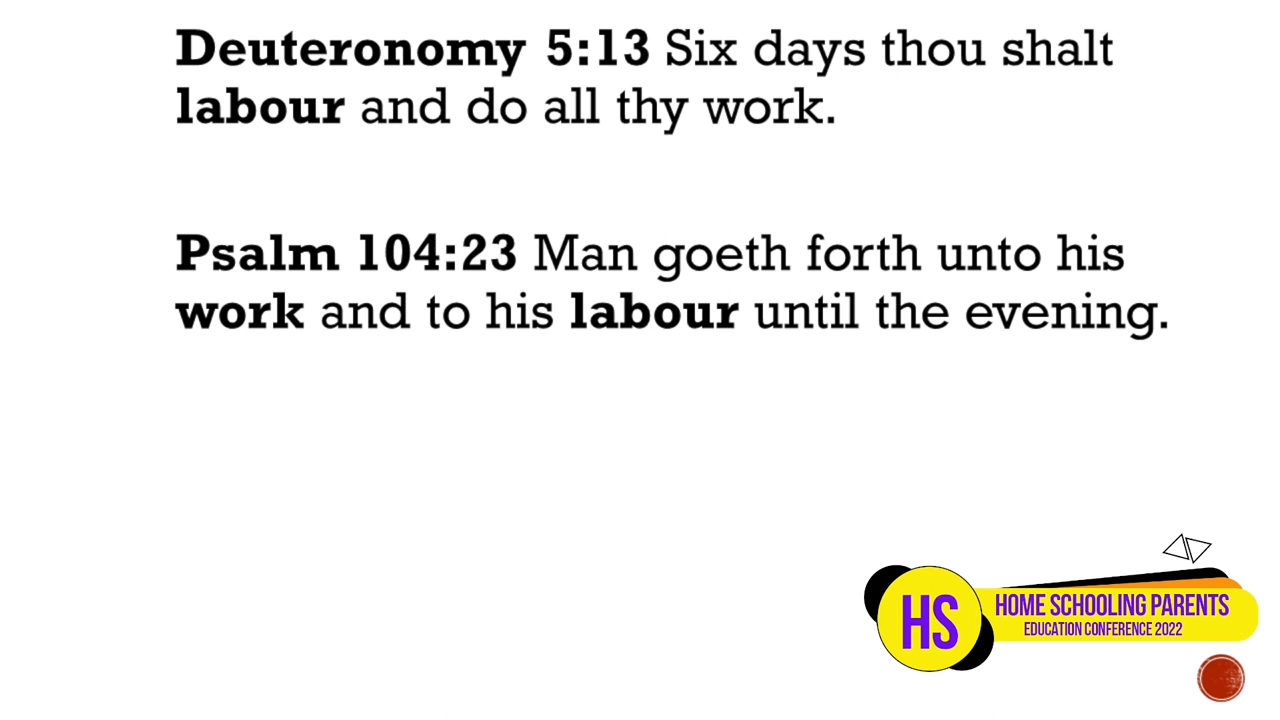 Deuteronomy 5:13 Six days thou shalt
labour and do all thy work.
Psalm 104:23 Man goeth forth unto his
work and to his labour until the evening.
HS
HOME SCHOOLING PARENTS
EDUCATION CONFERENCE 2022